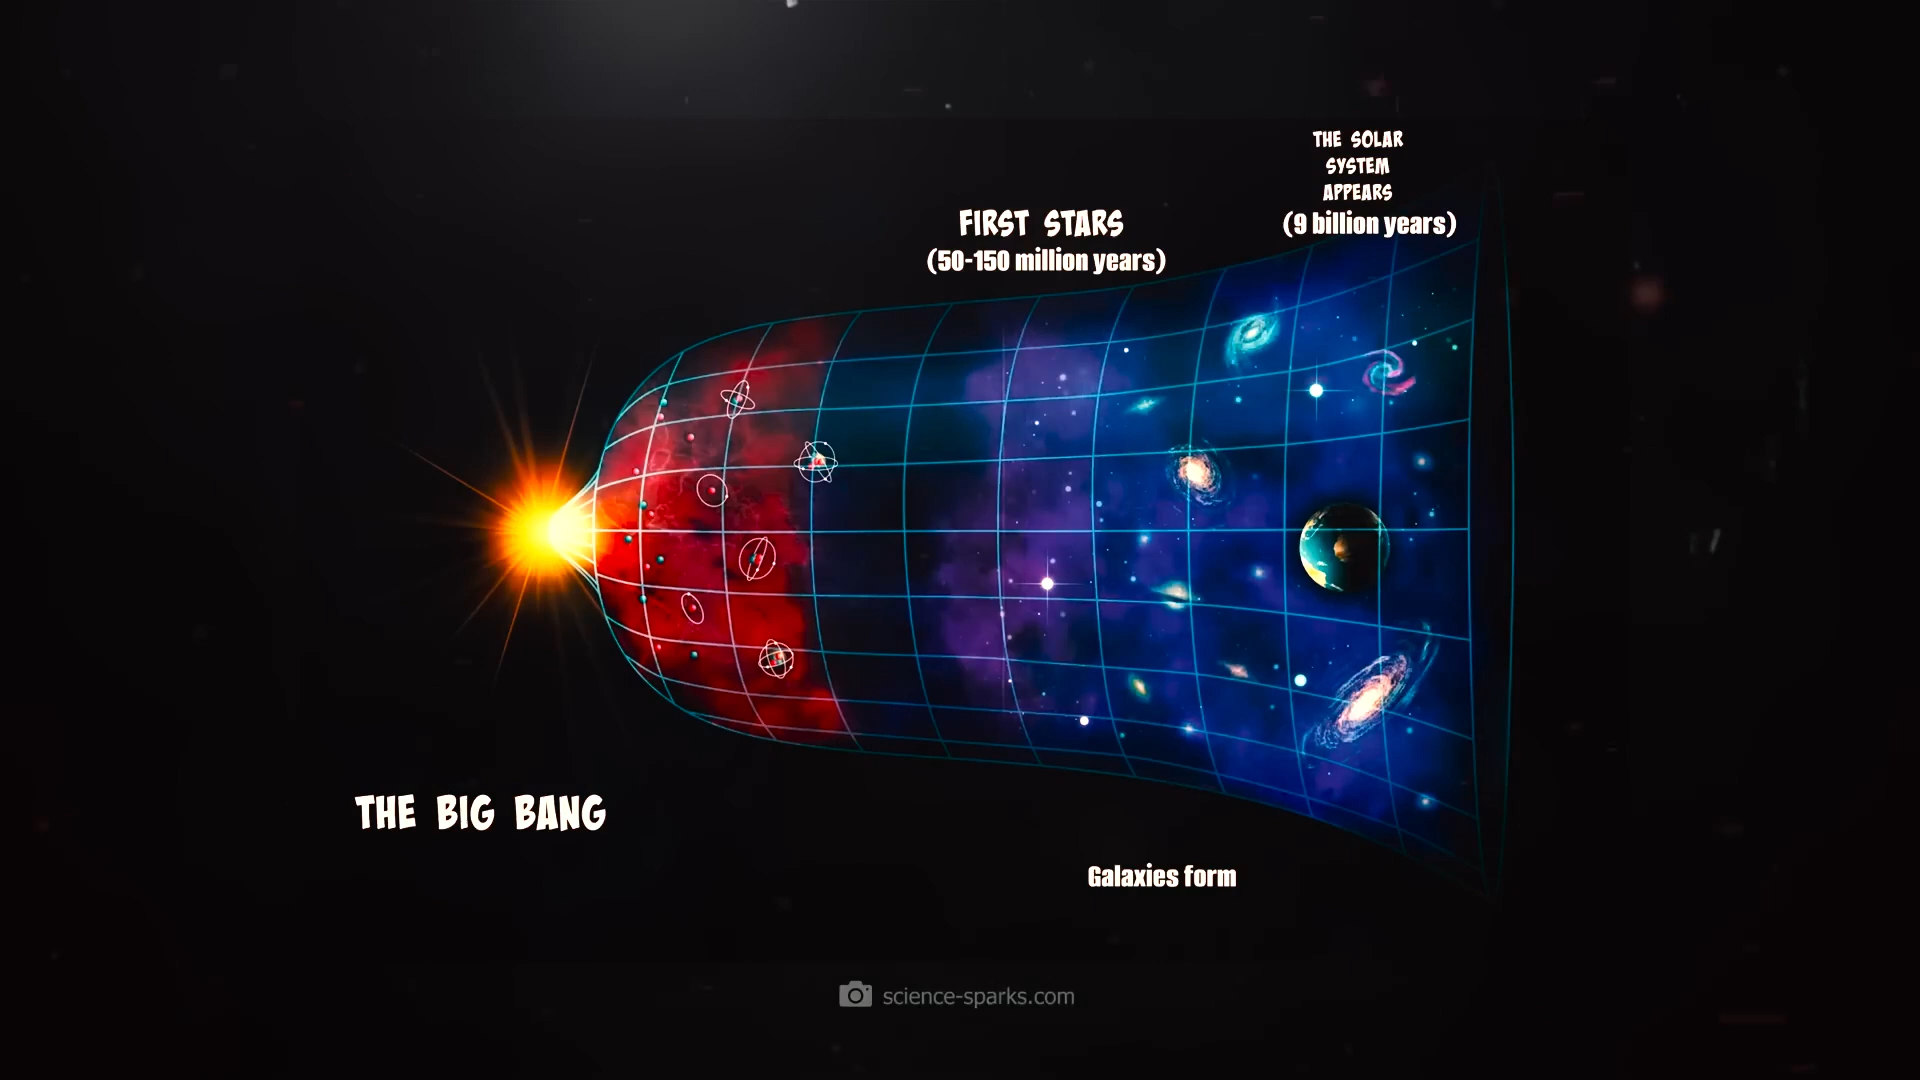 THE SOLAR
SYSTEM
APPEARS
(9 billion years)
FIRST STARS
(50-150 million years)
THE BIG BANG
Galaxies form
science-sparks.com